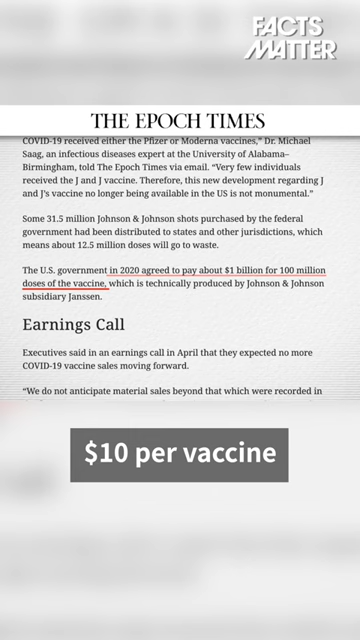 FACTS
MATTER
THE EPOCH TIMES
COVID-19 received either the Pfizer or Moderna vaccines,” Dr. Michael
Saag, an infectious diseases expert at the University of Alabama–
Birmingham, told The Epoch Times via email. “Very few individuals
received the J and J vaccine. Therefore, this new development regarding J
and J’s vaccine no longer being available in the US is not monumental.”
Some 31.5 million Johnson & Johnson shots purchased by the federal
government had been distributed to states and other jurisdictions, which
means about 12.5 million doses will go to waste.
The U.S. government in 2020 agreed to pay about $1 billion for 100 million
doses of the vaccine, which is technically produced by Johnson & Johnson
subsidiary Janssen.
Earnings Call
Executives said in an earnings call in April that they expected no more
COVID-19 vaccine sales moving forward.
“We do not anticipate material sales beyond that which were recorded in
$10 per vaccine